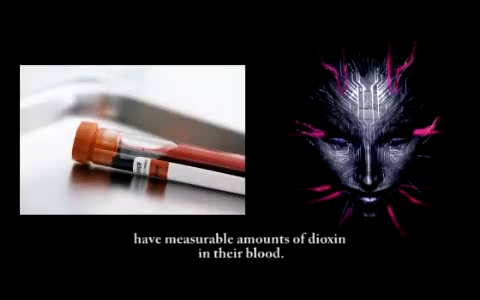 have measurable amounts of dioxin
in their blood.